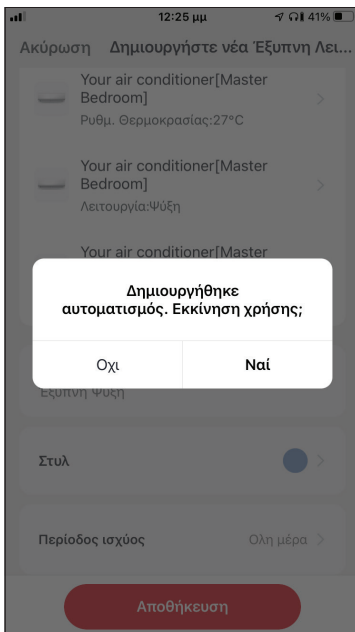 12:25 μμ
41%
Ακύρωση Δημιουργήστε νέα Έξυπνη Λει...
Your air conditioner[Master
Bedroom]
Ρυθμ. Θερμοκρασίας:27°C
Your air conditioner[Master
Bedroom]
Λειτουργία:Ψύξη
Your air conditioner[Master
Δημιουργήθηκε
αυτοματισμός. Εκκίνηση χρήσης;
Οχι
Ναί
Έξυπνη Ψύξη
Στυλ
Περίοδος ισχύος
Ολη μέρα
Αποθήκευση